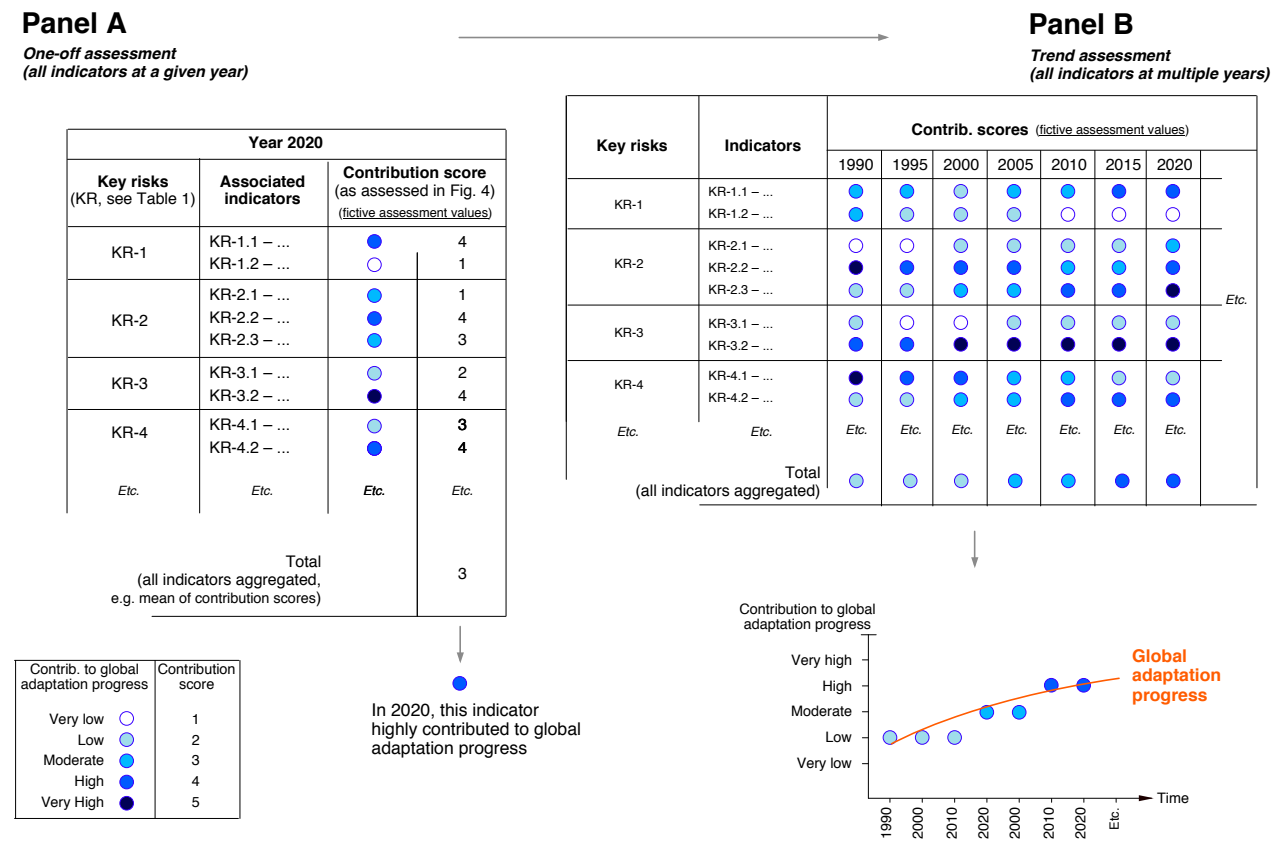 Panel A
One-off assessment
(all indicators at a given year)
Panel B
Trend assessment
(all indicators at multiple years)
Year 2020
Key risks
(KR, see Table 1)
Associated
indicators
Contribution score
(as assessed in Fig. 4)
(fictive assessment values)
KR-1
KR-1.1 – ... 4
KR-1.2 – ... 1
KR-2
KR-2.1 – ... 1
KR-2.2 – ... 4
KR-2.3 – ... 3
KR-3
KR-3.1 – ... 2
KR-3.2 – ... 4
KR-4
KR-4.1 – ... 3
KR-4.2 – ... 4
Etc. Etc. Etc. Etc.
Total
(all indicators aggregated,
e.g. mean of contribution scores)
3
In 2020, this indicator
highly contributed to global
adaptation progress
Contrib. to global
adaptation progress
Contribution
score
Very low 1
Low 2
Moderate 3
High 4
Very High 5
Key risks
Indicators
Contrib. scores (fictive assessment values)
1990 1995 2000 2005 2010 2015 2020
KR-1
KR-1.1 – ...
KR-1.2 – ...
KR-2
KR-2.1 – ...
KR-2.2 – ...
KR-2.3 – ...
KR-3
KR-3.1 – ...
KR-3.2 – ...
KR-4
KR-4.1 – ...
KR-4.2 – ...
Etc.
Etc. Etc. Etc. Etc. Etc. Etc. Etc. Etc. Etc.
Total
(all indicators aggregated)
Contribution to global
adaptation progress
Very high
High
Moderate
Low
Very low
Global
adaptation
progress
Time
1990 2000 2010 2020 2000 2010 2020 Etc.